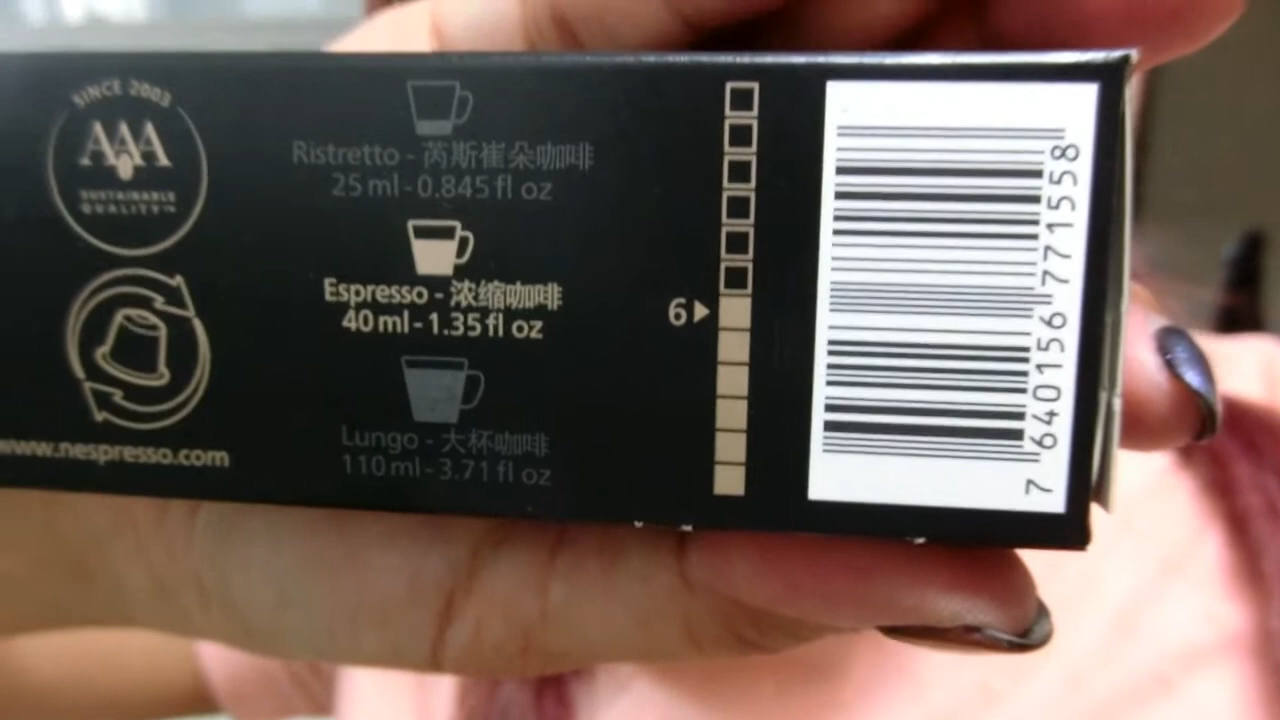 SINCE 2003
AAA
SUSTAINABLE
QUALITY™
www.nespresso.com
Ristretto - 芮斯崔朵咖啡
25 ml - 0.845 fl oz
Espresso - 浓缩咖啡
40 ml - 1.35 fl oz
Lungo - 大杯咖啡
110 ml - 3.71 fl oz
6
7 640156 771558